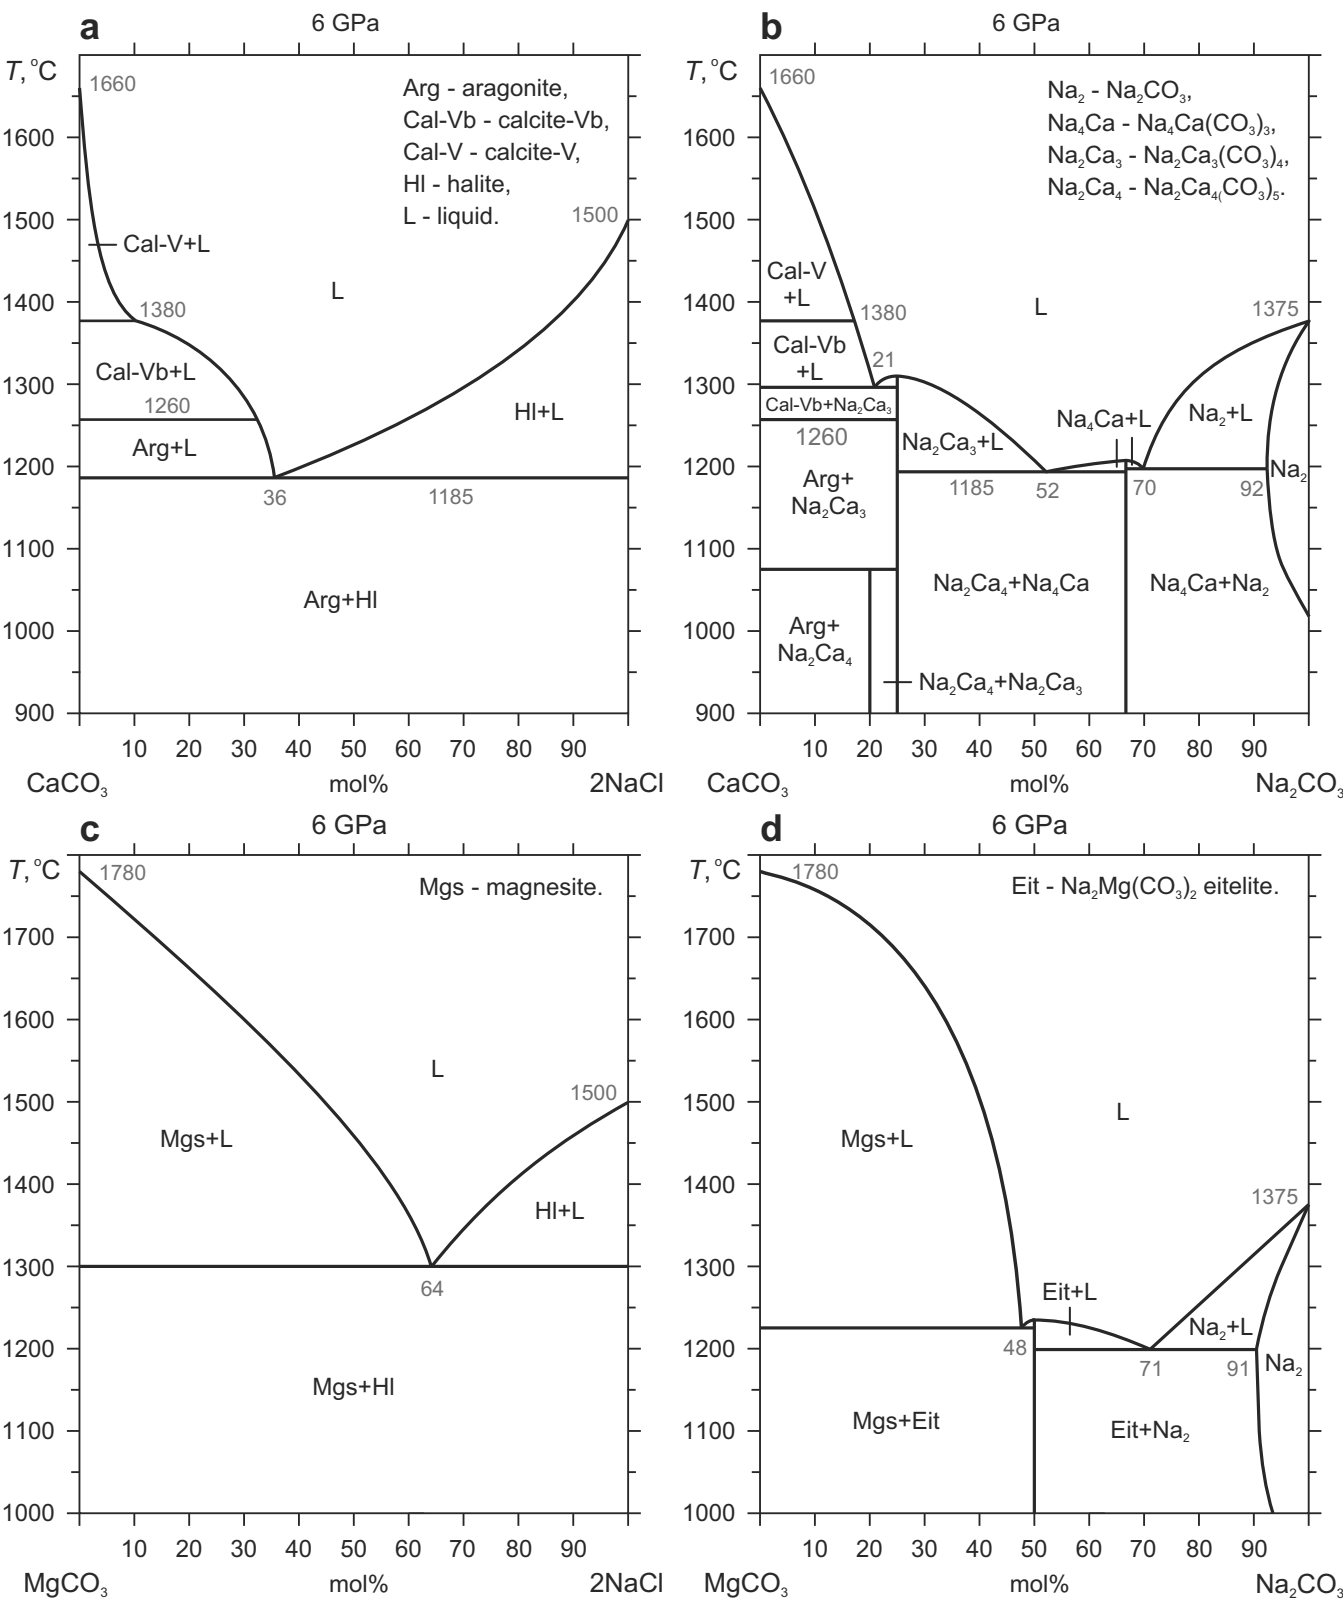 a
6 GPa
T, °C
1660
Arg - aragonite,
Cal-Vb - calcite-Vb,
Cal-V - calcite-V,
Hl - halite,
L - liquid.
1600
1500
1400
1300
1200
1100
1000
900
1500
Cal-V+L
L
1380
Cal-Vb+L
1260
Arg+L
Hl+L
36
1185
Arg+Hl
10 20 30 40 50 60 70 80 90
CaCO₃ mol% 2NaCl
b
6 GPa
T, °C
1660
Na₂ - Na₂CO₃,
Na₄Ca - Na₄Ca(CO₃)₃,
Na₂Ca₃ - Na₂Ca₃(CO₃)₄,
Na₂Ca₄ - Na₂Ca₄₍CO₃)₅.
1600
1500
1400
1300
1200
1100
1000
900
Cal-V
+L
L
1380
1375
Cal-Vb
+L
21
Cal-Vb+Na₂Ca₃
1260
Na₂Ca₃+L
Na₄Ca+L
Na₂+L
Na₂
Arg+
Na₂Ca₃
1185
52
70
92
Na₂Ca₄+Na₄Ca
Na₄Ca+Na₂
Arg+
Na₂Ca₄
Na₂Ca₄+Na₂Ca₃
10 20 30 40 50 60 70 80 90
CaCO₃ mol% Na₂CO₃
c
6 GPa
T, °C
1780
Mgs - magnesite.
1700
1600
1500
1400
1300
1200
1100
1000
L
1500
Mgs+L
Hl+L
64
Mgs+Hl
10 20 30 40 50 60 70 80 90
MgCO₃ mol% 2NaCl
d
6 GPa
T, °C
1780
Eit - Na₂Mg(CO₃)₂ eitelite.
1700
1600
1500
1400
1300
1200
1100
1000
L
Mgs+L
1375
Eit+L
Na₂+L
48
71
91
Na₂
Mgs+Eit
Eit+Na₂
10 20 30 40 50 60 70 80 90
MgCO₃ mol% Na₂CO₃